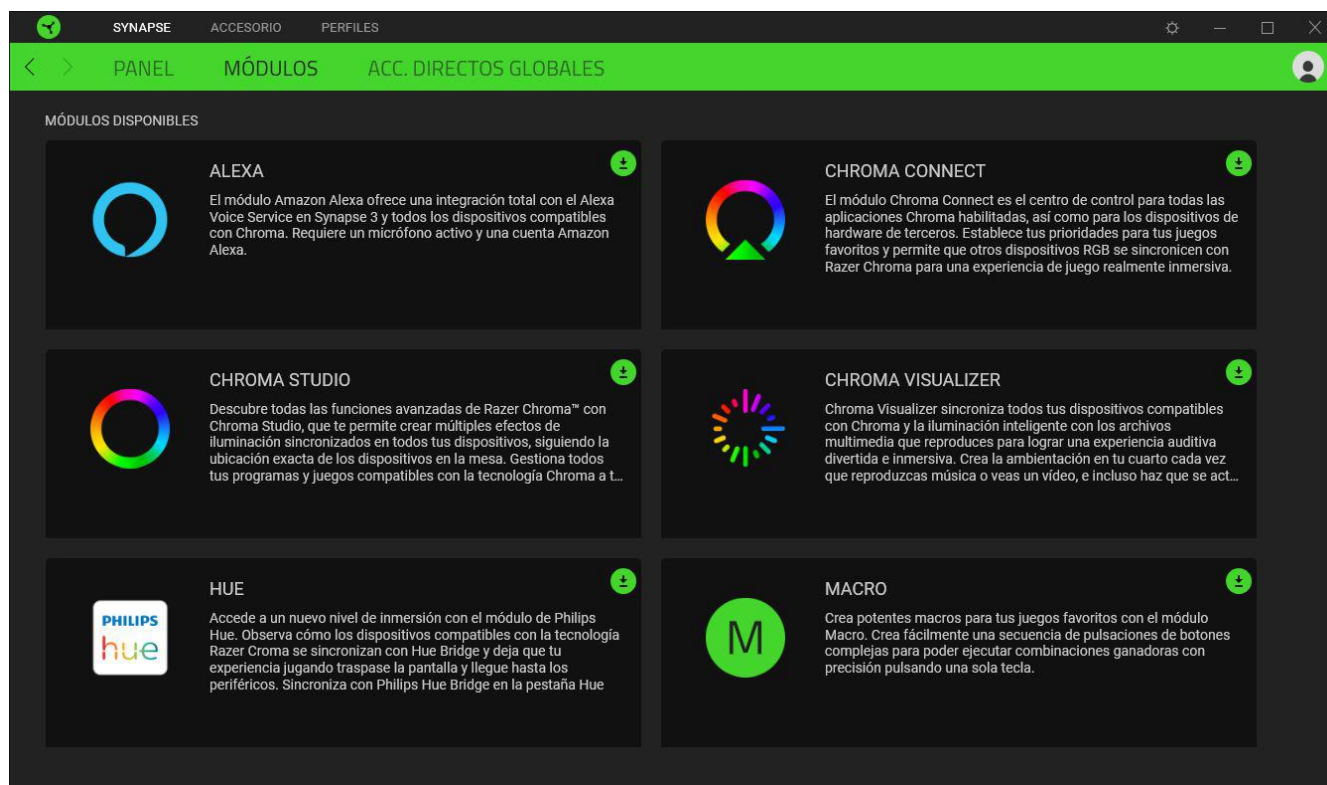 SYNAPSE ACCESORIO PERFILES
PANEL MÓDULOS ACC. DIRECTOS GLOBALES
MÓDULOS DISPONIBLES
ALEXA
El módulo Amazon Alexa ofrece una integración total con el Alexa
Voice Service en Synapse 3 y todos los dispositivos compatibles
con Chroma. Requiere un micrófono activo y una cuenta Amazon
Alexa.
CHROMA CONNECT
El módulo Chroma Connect es el centro de control para todas las
aplicaciones Chroma habilitadas, así como para los dispositivos de
hardware de terceros. Establece tus prioridades para tus juegos
favoritos y permite que otros dispositivos RGB se sincronicen con
Razer Chroma para una experiencia de juego realmente inmersiva.
CHROMA STUDIO
Descubre todas las funciones avanzadas de Razer Chroma™ con
Chroma Studio, que te permite crear múltiples efectos de
iluminación sincronizados en todos tus dispositivos, siguiendo la
ubicación exacta de los dispositivos en la mesa. Gestiona todos
tus programas y juegos compatibles con la tecnología Chroma a t...
CHROMA VISUALIZER
Chroma Visualizer sincroniza todos tus dispositivos compatibles
con Chroma y la iluminación inteligente con los archivos
multimedia que reproduces para lograr una experiencia auditiva
divertida e inmersiva. Crea la ambientación en tu cuarto cada vez
que reproduzcas música o veas un vídeo, e incluso haz que se act...
PHILIPS
hue
HUE
Accede a un nuevo nivel de inmersión con el módulo de Philips
Hue. Observa cómo los dispositivos compatibles con la tecnología
Razer Croma se sincronizan con Hue Bridge y deja que tu
experiencia jugando traspase la pantalla y llegue hasta los
periféricos. Sincroniza con Philips Hue Bridge en la pestaña Hue
M
MACRO
Crea potentes macros para tus juegos favoritos con el módulo
Macro. Crea fácilmente una secuencia de pulsaciones de botones
complejas para poder ejecutar combinaciones ganadoras con
precisión pulsando una sola tecla.